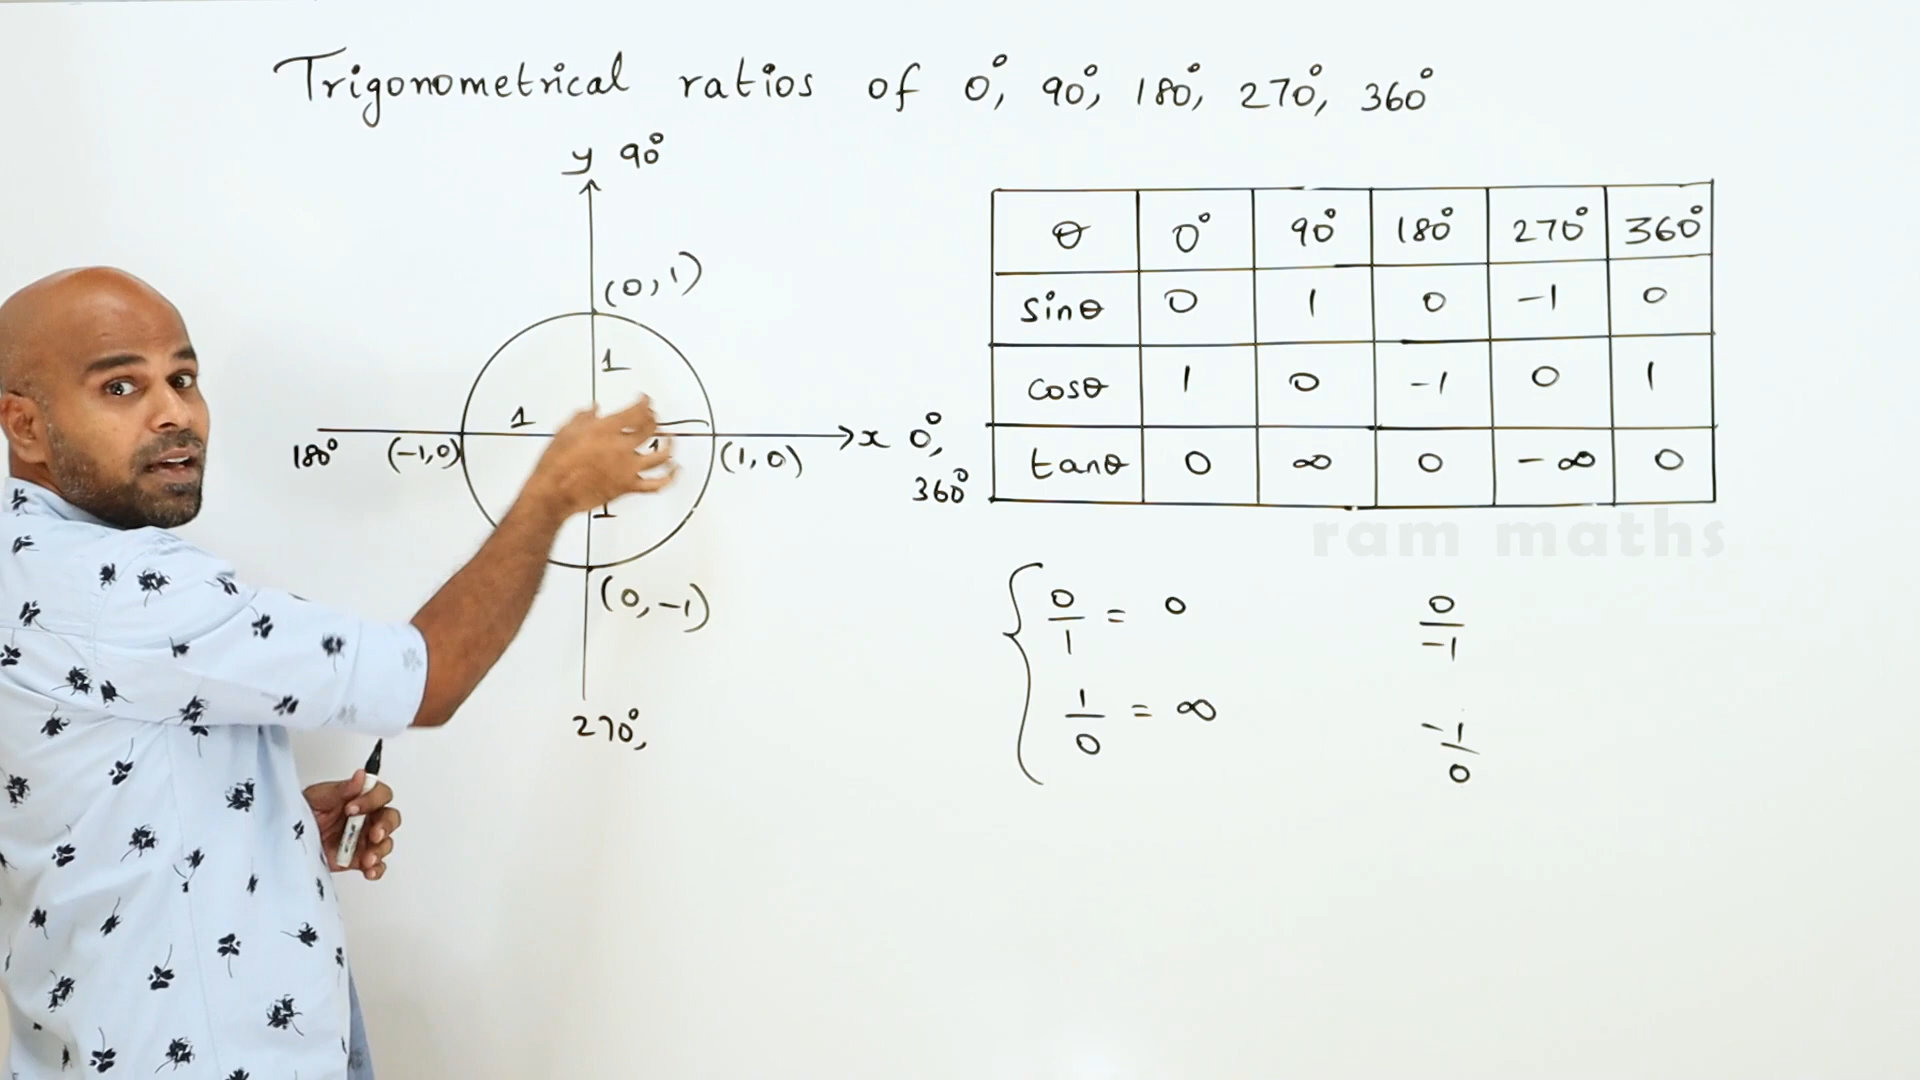 Trigonometrical ratios of 0°, 90°, 180°, 270°, 360°
y 90°
(0,1)
1
1
1
x 0°,
180°
(-1,0)
(1,0)
360°
1
(0,-1)
270°,
θ 0° 90° 180° 270° 360°
sinθ 0 1 0 -1 0
cosθ 1 0 -1 0 1
tanθ 0 ∞ 0 -∞ 0
ram maths
0/1 = 0
0/-1
1/0 = ∞
-1/0